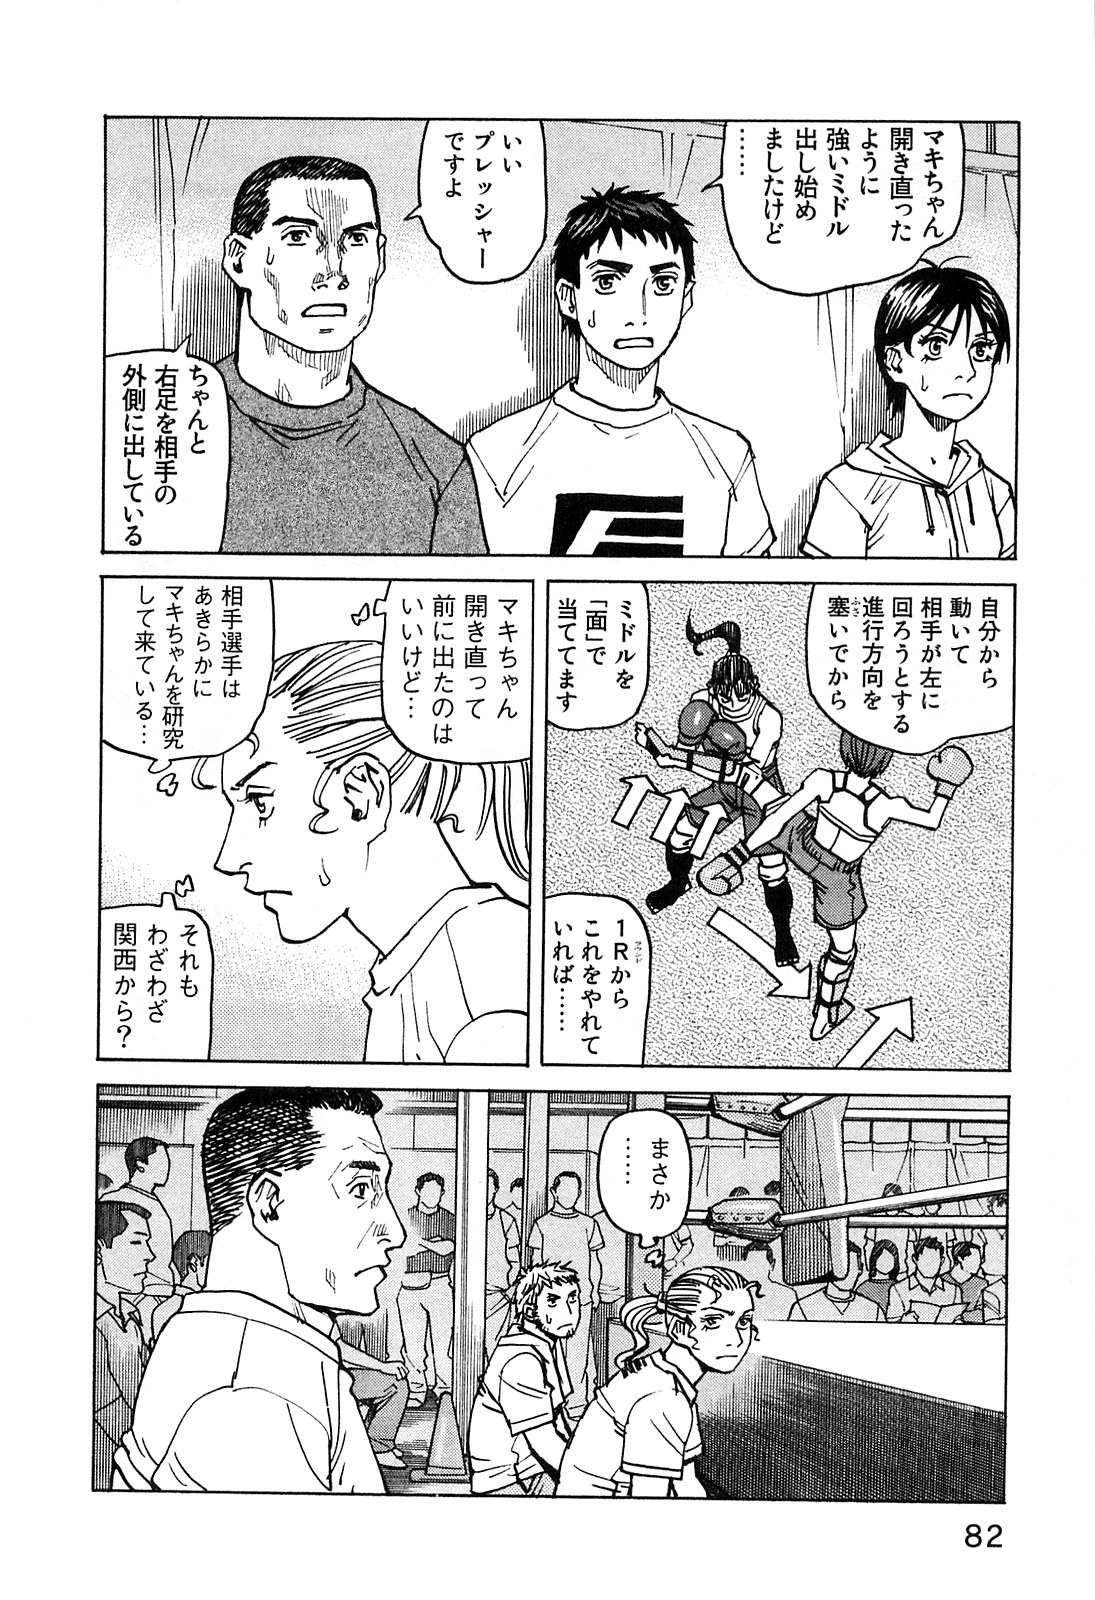 マキちゃん
開き直った
ように
強いミドル
出し始め
ましたけど
……
いい
プレッシャー
ですよ
ちゃんと
右足を相手の
外側に出している
自分から
動いて
相手が左に
回ろうとする
進行方向を
塞いでから
ふさ
ミドルを
「面」で
当ててます
1Rから
ラウンド
これをやれて
いれば……
マキちゃん
開き直って
前に出たのは
いいけど…
相手選手は
あきらかに
マキちゃんを研究
して来ている…
それも
わざわざ
関西から?
まさか
……
82